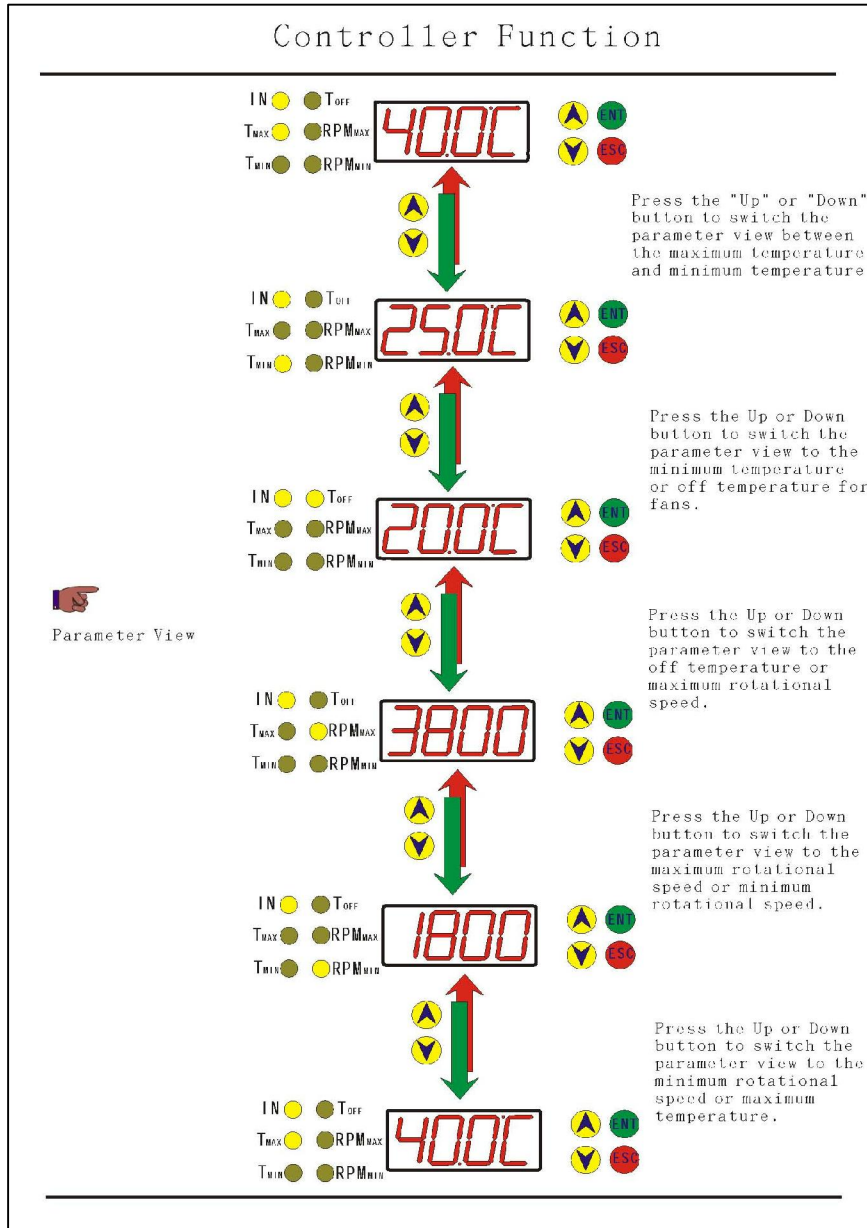 Controller Function
IN TOFF 40.0°C ENT
TMAX RPMMAX ESC
TMIN RPMMIN
Press the "Up" or "Down"
button to switch the
parameter view between
the maximum temperature
and minimum temperature
IN TOFF 25.0°C ENT
TMAX RPMMAX ESC
TMIN RPMMIN
Press the Up or Down
button to switch the
parameter view to the
minimum temperature
or off temperature for
fans.
IN TOFF 20.0°C ENT
TMAX RPMMAX ESC
TMIN RPMMIN
Parameter View
Press the Up or Down
button to switch the
parameter view to the
off temperature or
maximum rotational
speed.
IN TOFF 3800 ENT
TMAX RPMMAX ESC
TMIN RPMMIN
Press the Up or Down
button to switch the
parameter view to the
maximum rotational
speed or minimum
rotational speed.
IN TOFF 1800 ENT
TMAX RPMMAX ESC
TMIN RPMMIN
Press the Up or Down
button to switch the
parameter view to the
minimum rotational
speed or maximum
temperature.
IN TOFF 40.0°C ENT
TMAX RPMMAX ESC
TMIN RPMMIN